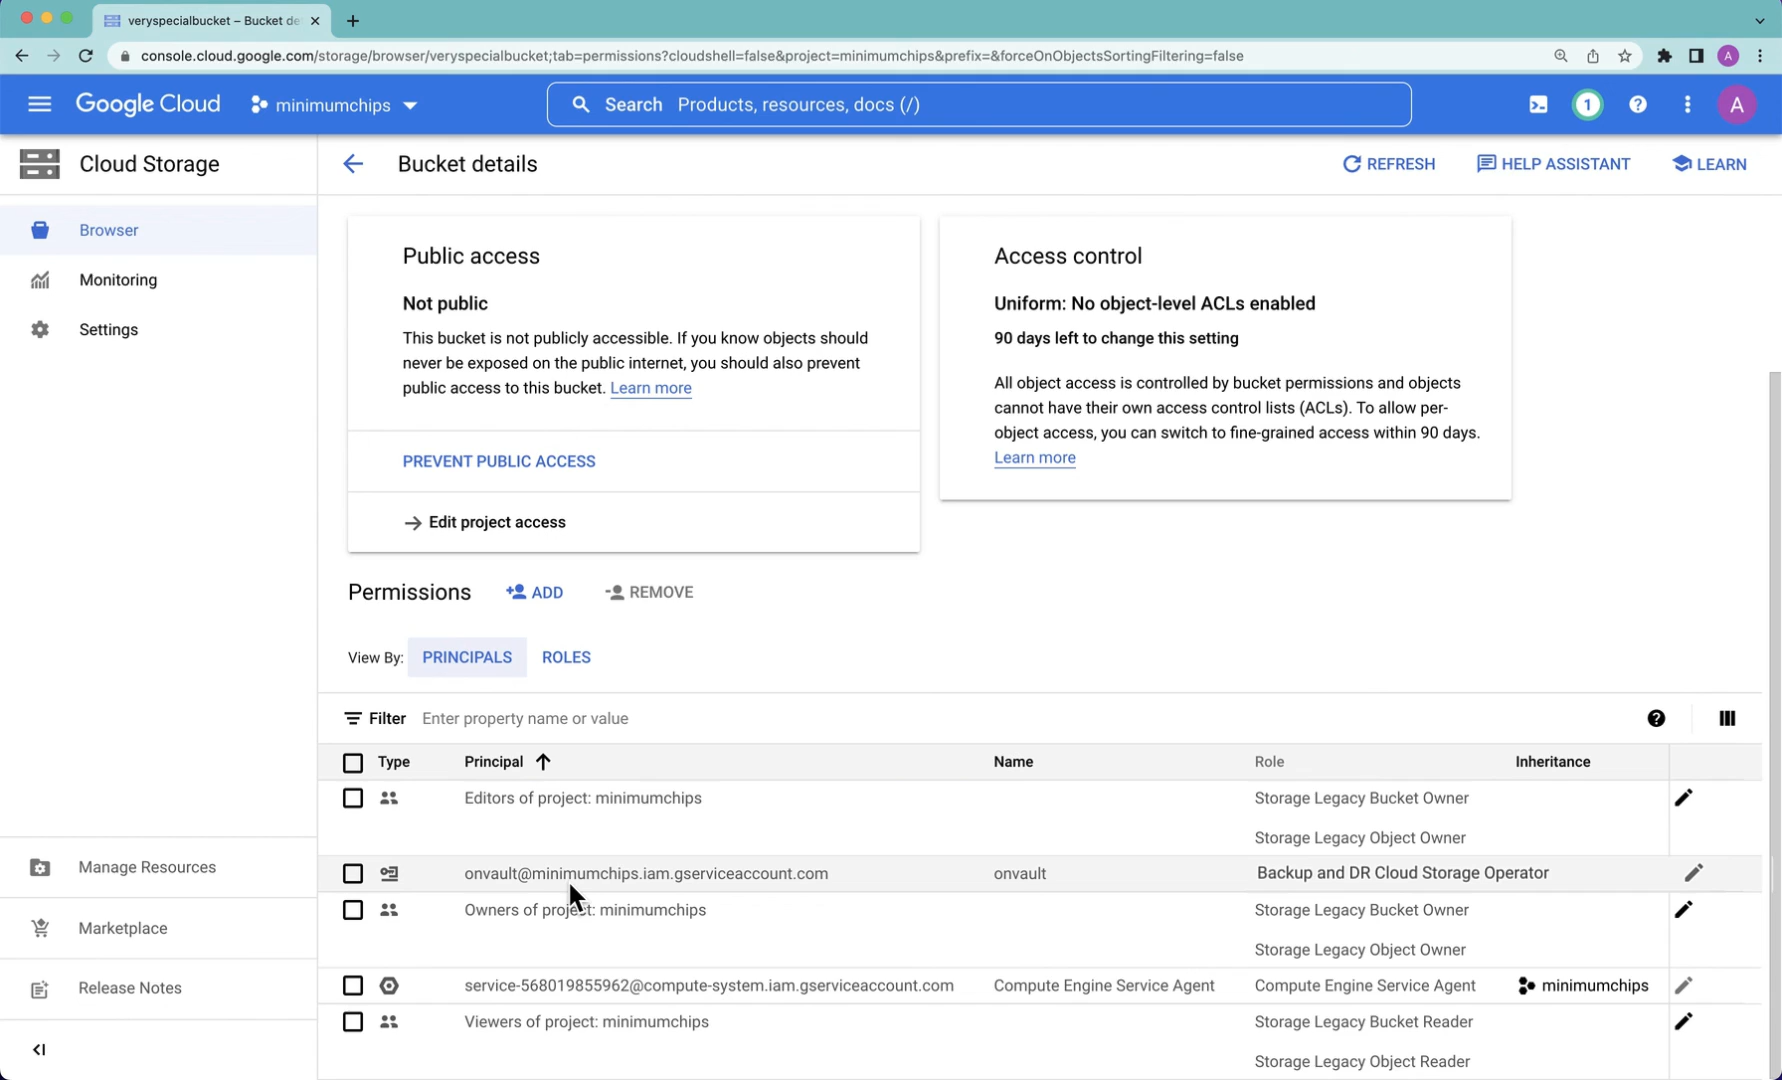 veryspecialbucket – Bucket de
console.cloud.google.com/storage/browser/veryspecialbucket;tab=permissions?cloudshell=false&project=minimumchips&prefix=&forceOnObjectsSortingFiltering=false
A
Google Cloud
minimumchips
Search Products, resources, docs (/)
1
A
Cloud Storage
Bucket details
REFRESH
HELP ASSISTANT
LEARN
Browser
Monitoring
Settings
Public access
Not public
This bucket is not publicly accessible. If you know objects should
never be exposed on the public internet, you should also prevent
public access to this bucket. Learn more
PREVENT PUBLIC ACCESS
Edit project access
Access control
Uniform: No object-level ACLs enabled
90 days left to change this setting
All object access is controlled by bucket permissions and objects
cannot have their own access control lists (ACLs). To allow per-
object access, you can switch to fine-grained access within 90 days.
Learn more
Permissions ADD REMOVE
View By: PRINCIPALS ROLES
Filter Enter property name or value
Type Principal Name Role Inheritance
Editors of project: minimumchips Storage Legacy Bucket Owner
Storage Legacy Object Owner
onvault@minimumchips.iam.gserviceaccount.com onvault Backup and DR Cloud Storage Operator
Owners of project: minimumchips Storage Legacy Bucket Owner
Storage Legacy Object Owner
service-568019855962@compute-system.iam.gserviceaccount.com Compute Engine Service Agent Compute Engine Service Agent minimumchips
Viewers of project: minimumchips Storage Legacy Bucket Reader
Storage Legacy Object Reader
Manage Resources
Marketplace
Release Notes